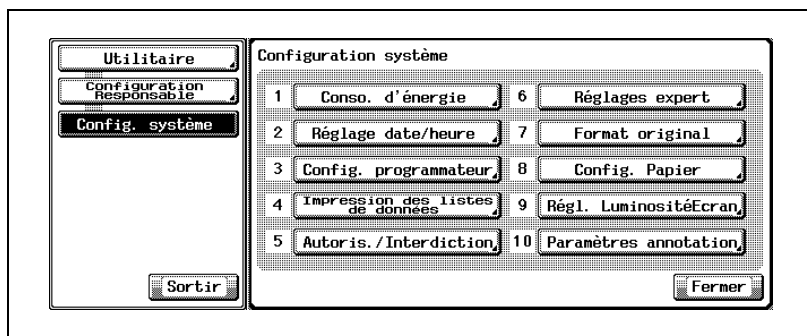 Utilitaire
Configuration
Responsable
Config. système
Sortir
Configuration système
1 Conso. d'énergie
2 Réglage date/heure
3 Config. programmateur
4 Impression des listes
de données
5 Autoris./Interdiction
6 Réglages expert
7 Format original
8 Config. Papier
9 Régl. LuminositéEcran
10 Paramètres annotation
Fermer